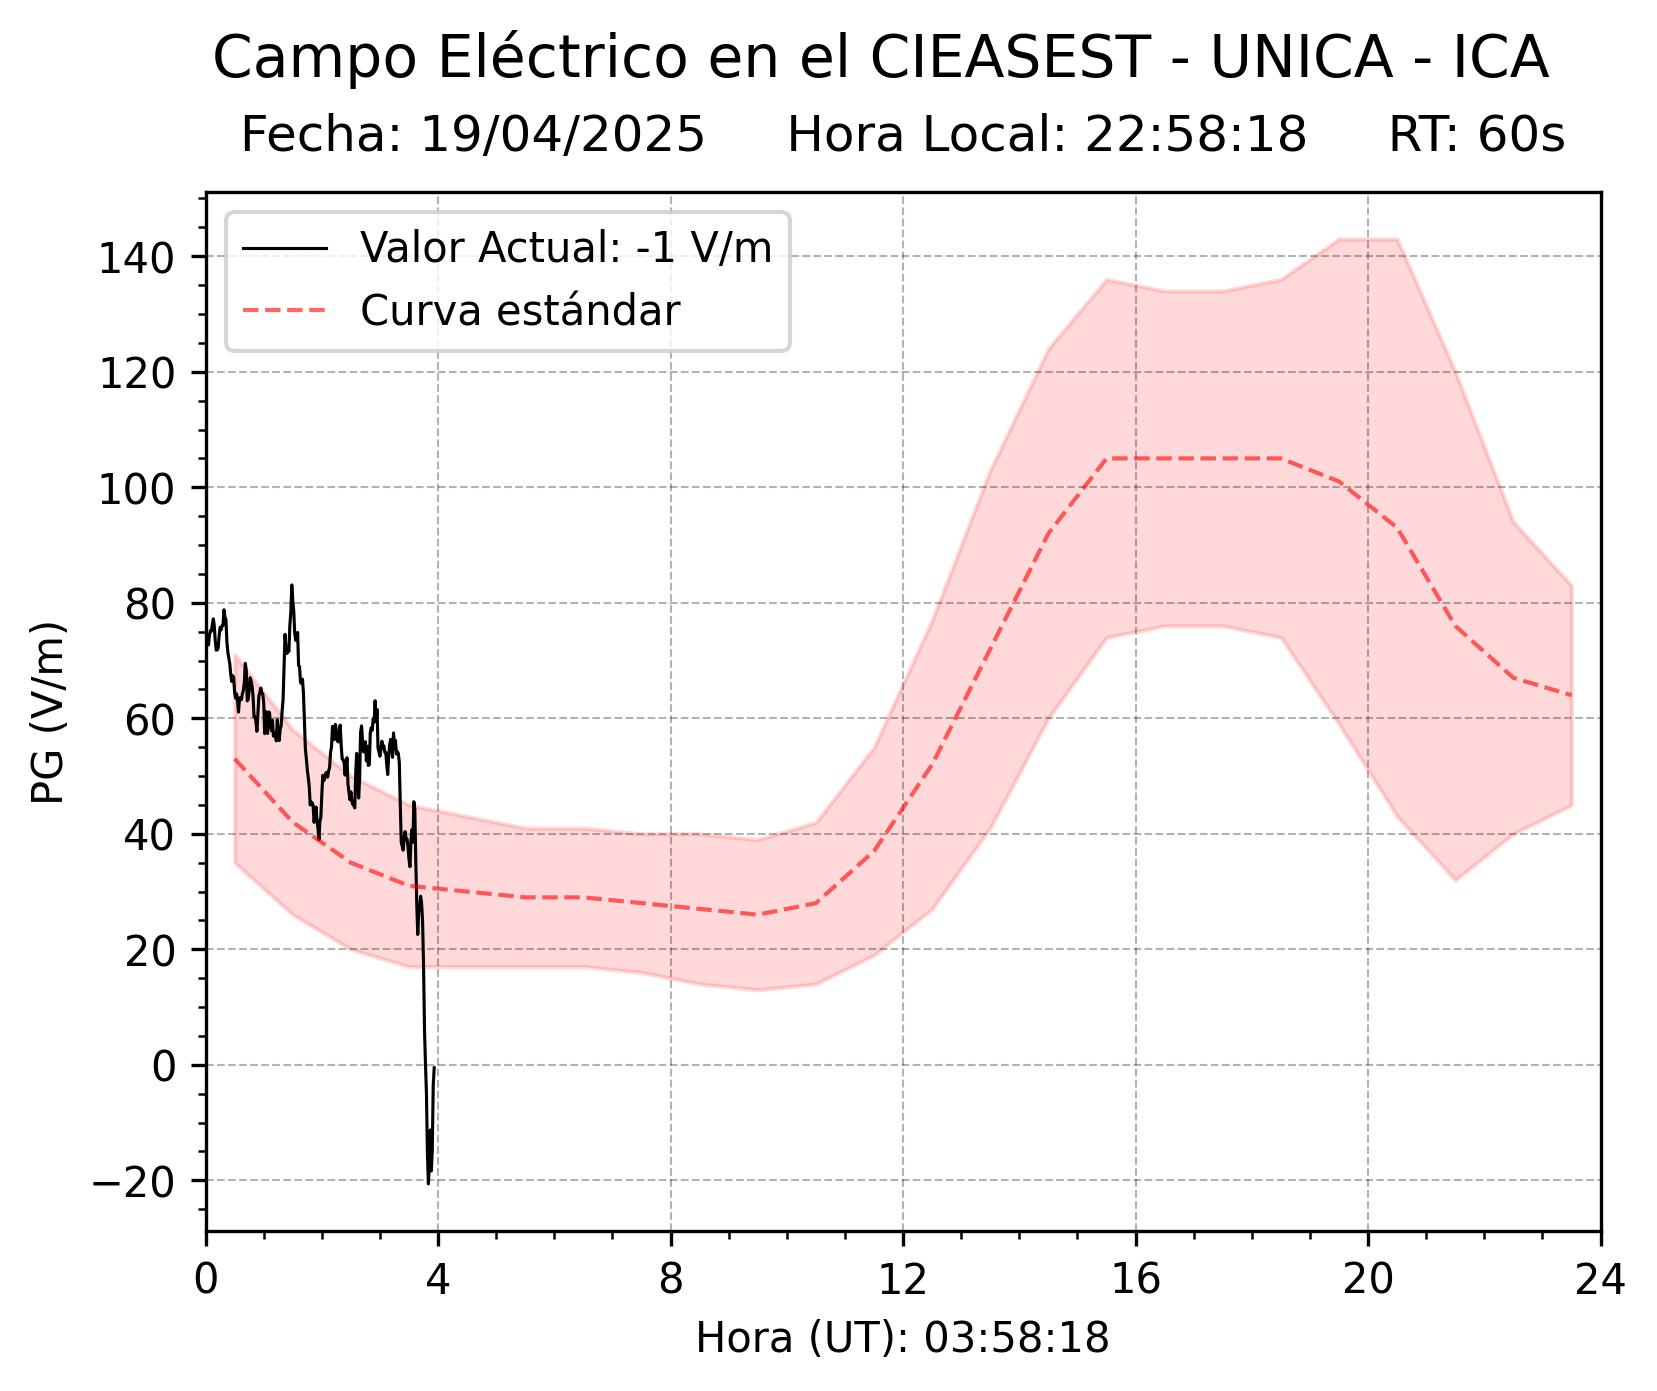 Campo Eléctrico en el CIEASEST - UNICA - ICA
Fecha: 19/04/2025 Hora Local: 22:58:18 RT: 60s
Valor Actual: -1 V/m
Curva estándar
140
120
100
80
60
40
20
0
−20
PG (V/m)
0 4 8 12 16 20 24
Hora (UT): 03:58:18